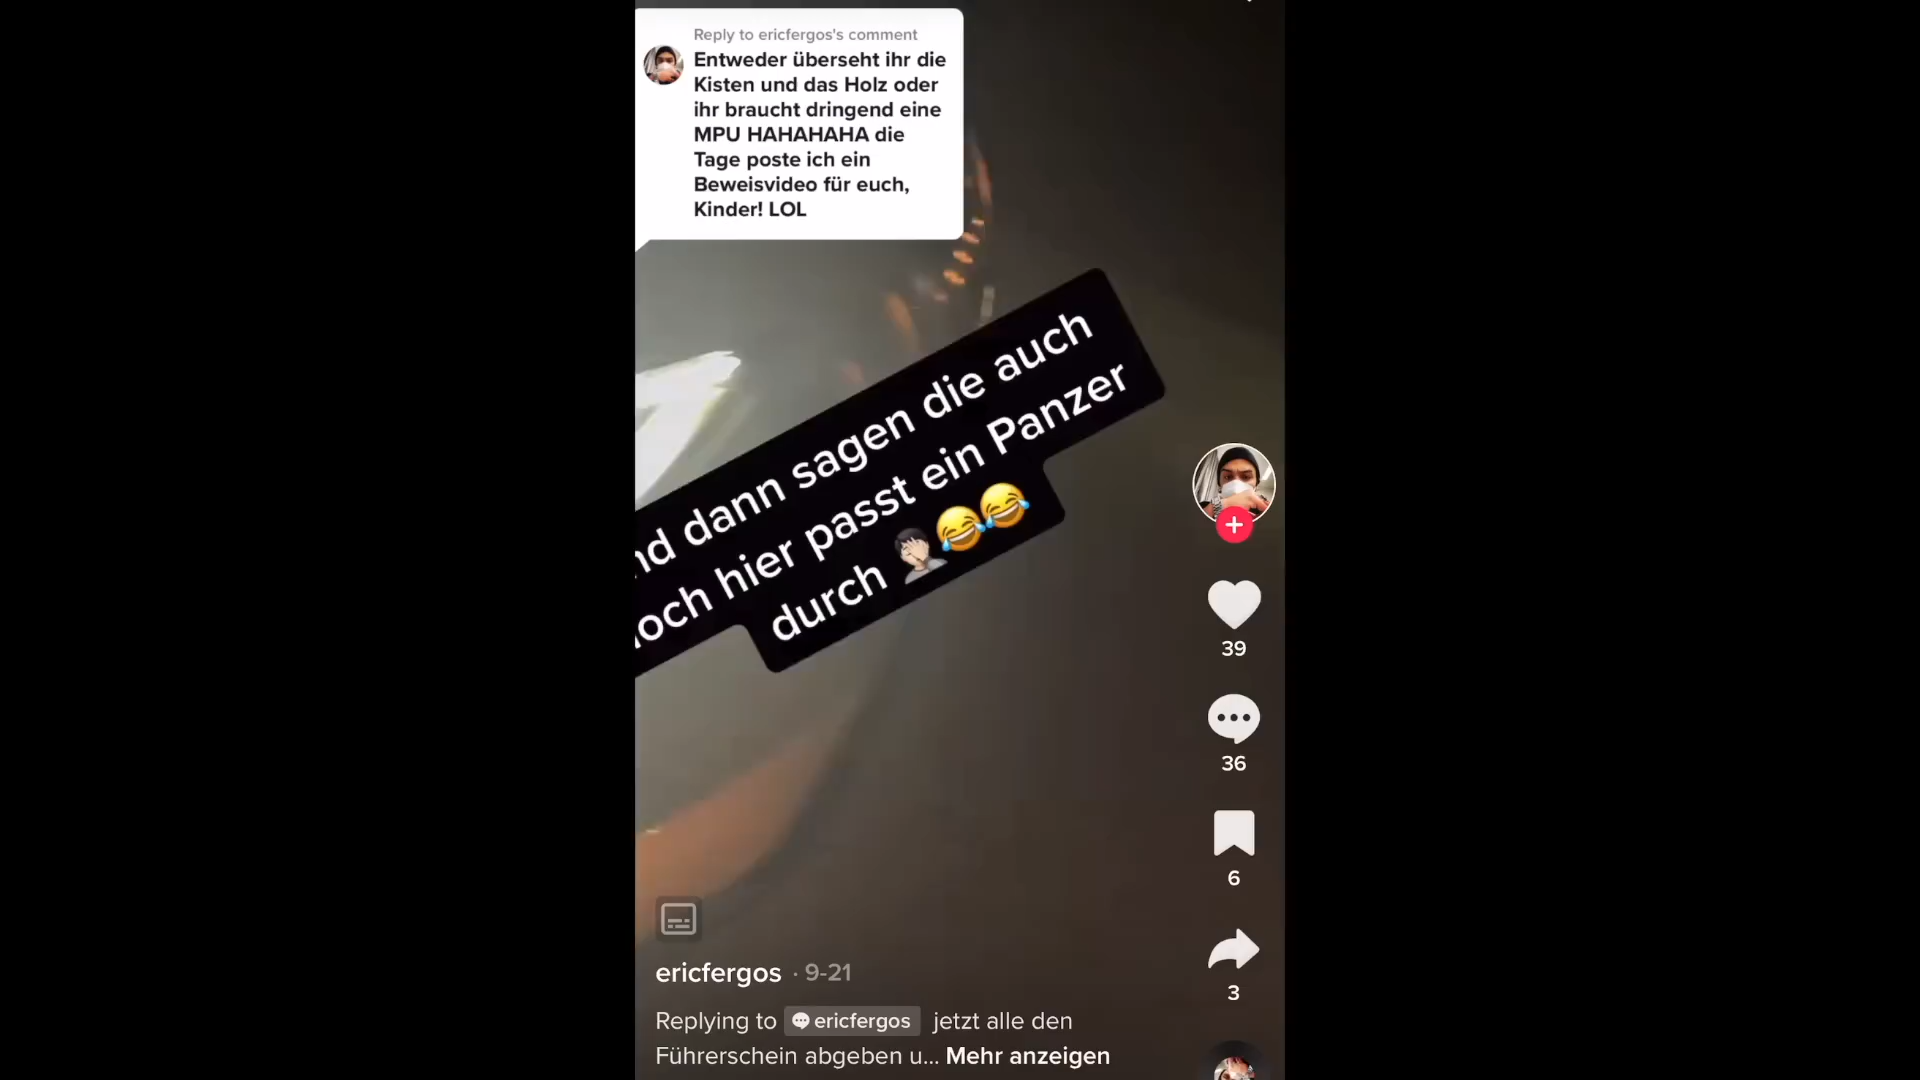 Reply to ericfergos's comment
Entweder überseht ihr die
Kisten und das Holz oder
ihr braucht dringend eine
MPU HAHAHAHA die
Tage poste ich ein
Beweisvideo für euch,
Kinder! LOL
nd dann sagen die auch
och hier passt ein Panzer
durch 🤦🏻😂😂
39
36
6
3
ericfergos · 9-21
Replying to ericfergos jetzt alle den
Führerschein abgeben u... Mehr anzeigen